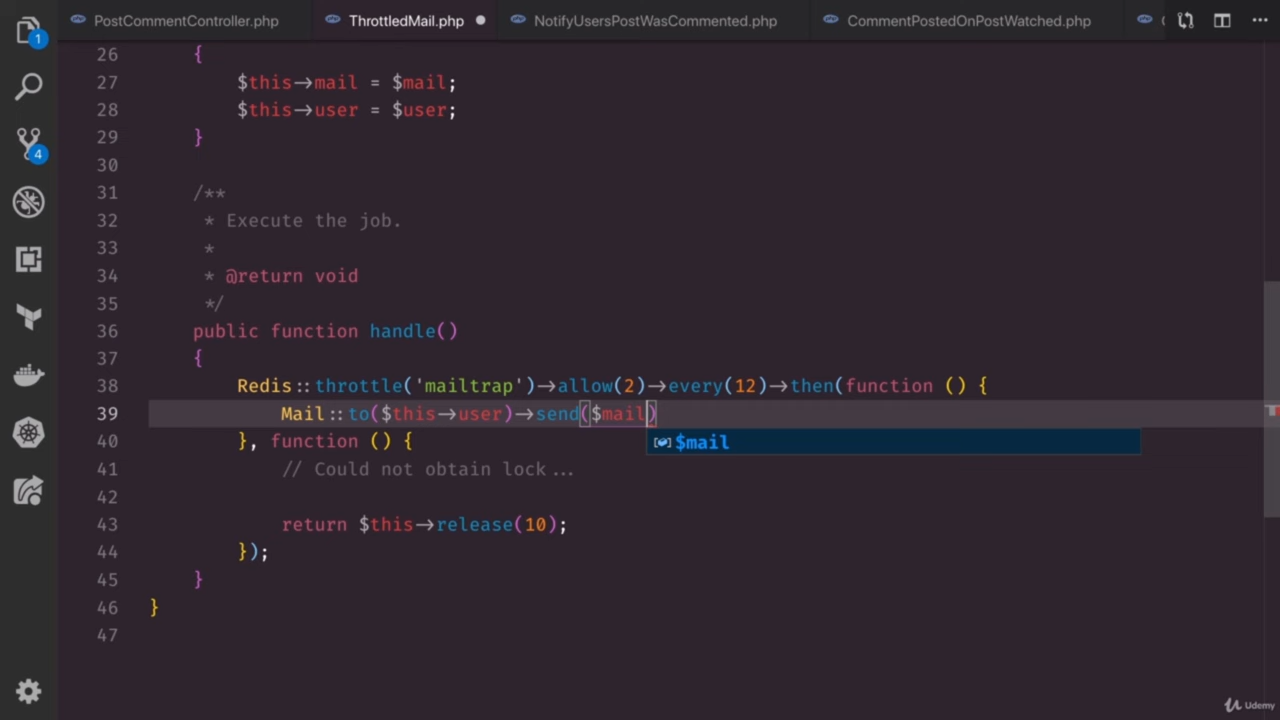 PostCommentController.php ThrottledMail.php NotifyUsersPostWasCommented.php CommentPostedOnPostWatched.php
1
4
26 {
27 $this->mail = $mail;
28 $this->user = $user;
29 }
30
31 /**
32 * Execute the job.
33 *
34 * @return void
35 */
36 public function handle()
37 {
38 Redis::throttle('mailtrap')->allow(2)->every(12)->then(function () {
39 Mail::to($this->user)->send($mail)
$mail
40 }, function () {
41 // Could not obtain lock...
42
43 return $this->release(10);
44 });
45 }
46 }
47
Udemy